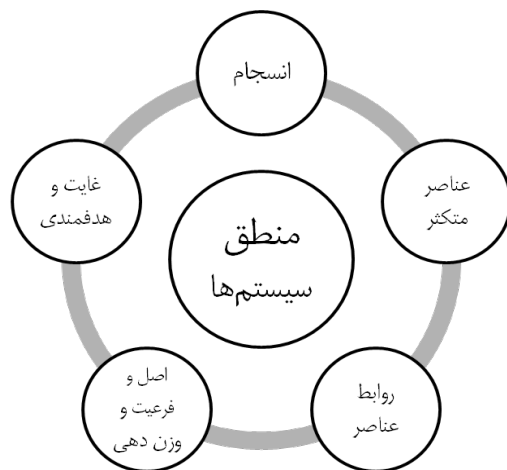 انسجام
عناصر
متکثر
روابط
عناصر
اصل و
فرعیت و
وزن دهی
غایت و
هدفمندی
منطق
سیستم‌ها